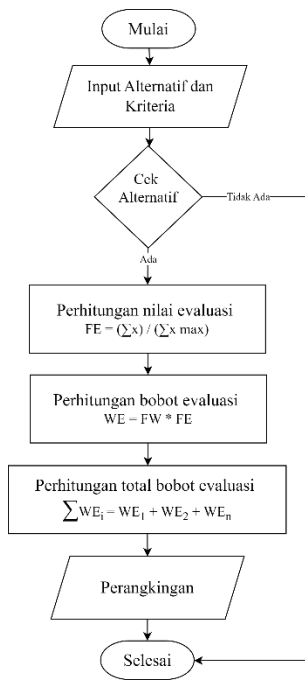 Mulai
Input Alternatif dan
Kriteria
Cek
Alternatif
Tidak Ada
Ada
Perhitungan nilai evaluasi
FE = (∑x) / (∑x max)
Perhitungan bobot evaluasi
WE = FW * FE
Perhitungan total bobot evaluasi
∑WEᵢ = WE₁ + WE₂ + WEₙ
Perangkingan
Selesai